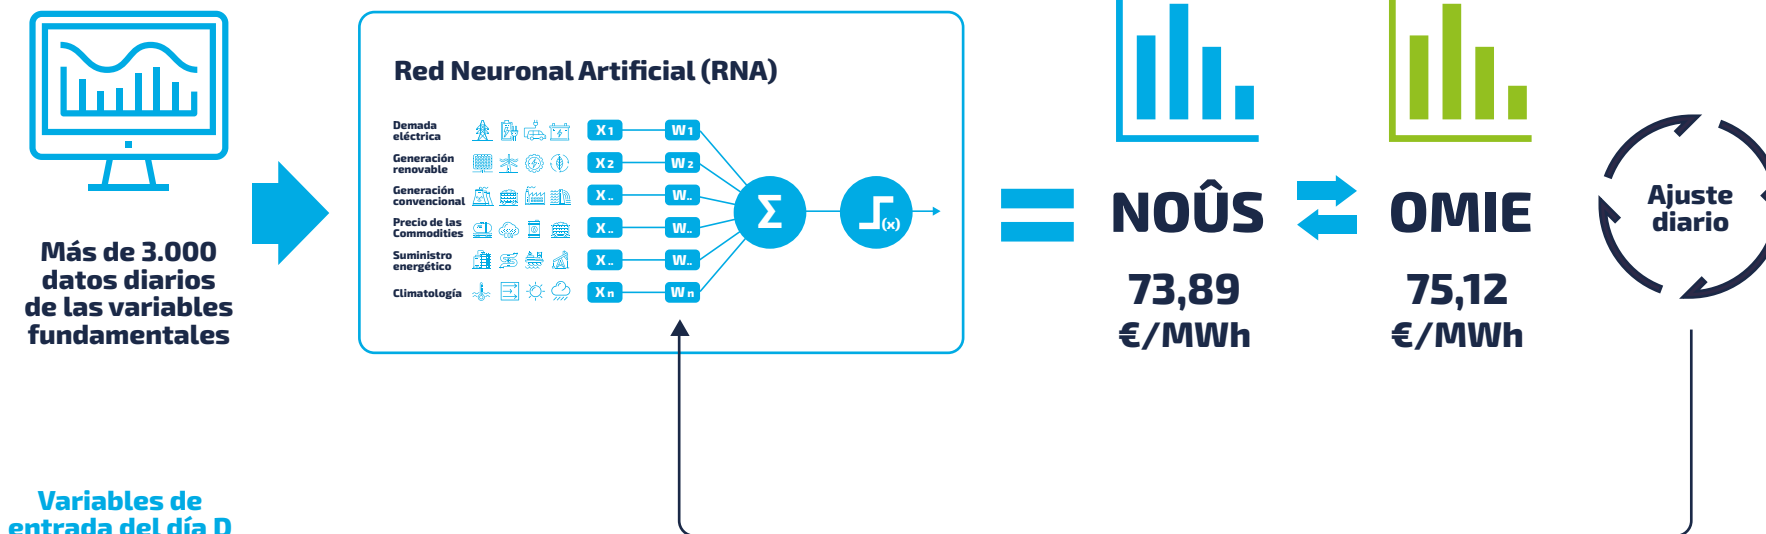 Más de 3.000
datos diarios
de las variables
fundamentales
Variables de
entrada del día D
Red Neuronal Artificial (RNA)
Demada
eléctrica
X1 W1
Generación
renovable
X2 W2
Generación
convencional
X.. W..
Precio de las
Commodities
X.. W..
Suministro
energético
X.. W..
Climatología
Xn Wn
Σ
(x)
=
NOÛS
73,89
€/MWh
OMIE
75,12
€/MWh
Ajuste
diario